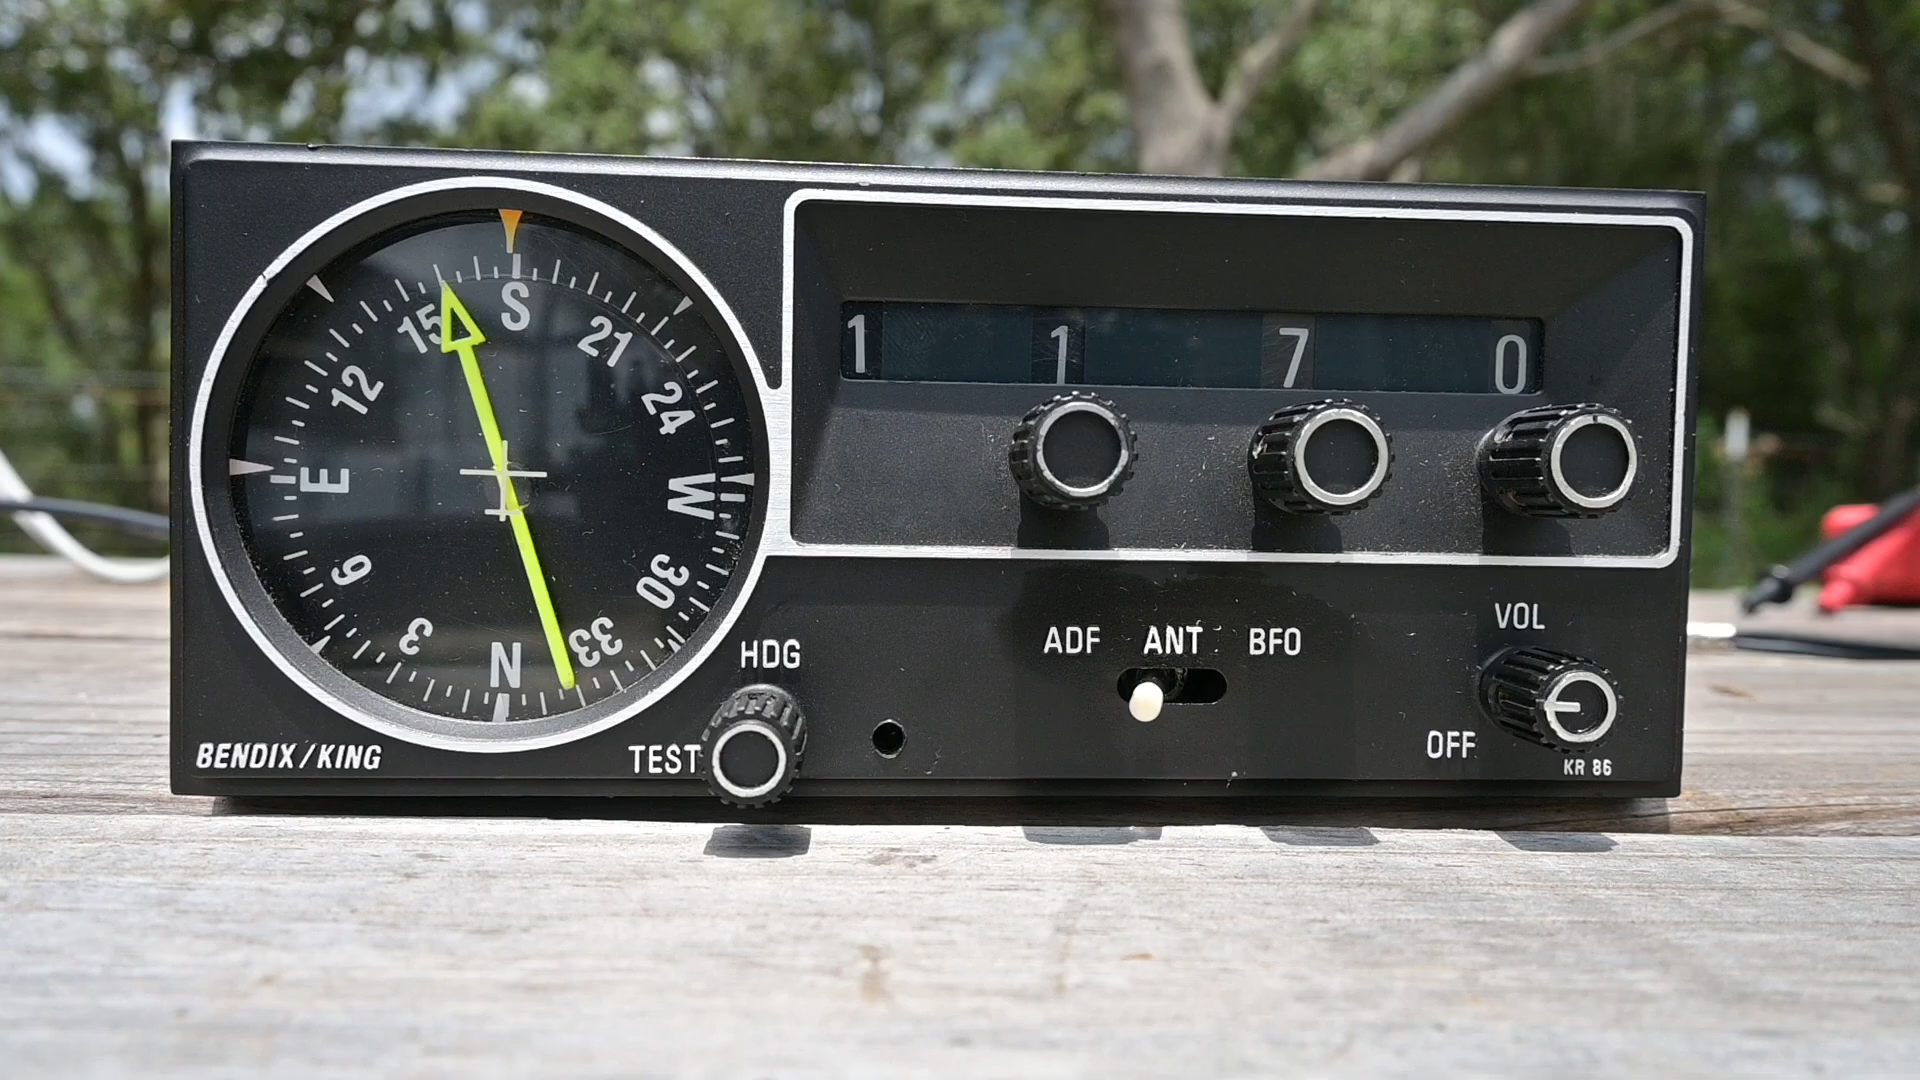 S
15 21
12 24
E W
6 30
3 33
N
1 1 7 0
HDG
TEST
BENDIX/KING
ADF ANT BFO
VOL
OFF
KR 86